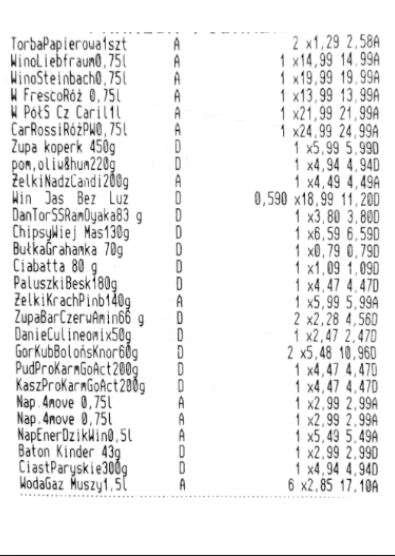 TorbaPapierowa1szt A 2 x1,29 2,58A
WinoLiebfraum0,75l A 1 x14,99 14,99A
WinoSteinbach0,75l A 1 x19,99 19,99A
W FrescoRóż 0,75l A 1 x13,99 13,99A
W PółS Cz Caril1l A 1 x21,99 21,99A
CarRossiRóżPW0,75l A 1 x24,99 24,99A
Zupa koperk 450g D 1 x5,99 5,99D
pom,oliw&hum220g D 1 x4,94 4,94D
ŻelkiNadzCandi200g A 1 x4,49 4,49A
Win Jas Bez Luz D 0,590 x18,99 11,20D
DanTorSSRamOyaka83 g D 1 x3,80 3,80D
ChipsyWiej Mas130g D 1 x6,59 6,59D
BułkaGrahamka 70g D 1 x0,79 0,79D
Ciabatta 80 g D 1 x1,09 1,09D
PaluszkiBesk180g D 1 x4,47 4,47D
ŻelkiKrachPinb140g A 1 x5,99 5,99A
ZupaBarCzerwAmin66 g D 2 x2,28 4,56D
DanieCulineomix50g D 1 x2,47 2,47D
GorKubBolońsKnor60g D 2 x5,48 10,96D
PudProKarmGoAct200g D 1 x4,47 4,47D
KaszProKarmGoAct200g D 1 x4,47 4,47D
Nap.4move 0,75l A 1 x2,99 2,99A
Nap.4move 0,75l A 1 x2,99 2,99A
NapEnerDzikWin0,5l A 1 x5,49 5,49A
Baton Kinder 43g D 1 x2,99 2,99D
CiastParyskie300g D 1 x4,94 4,94D
WodaGaz Muszy1,5l A 6 x2,85 17,10A